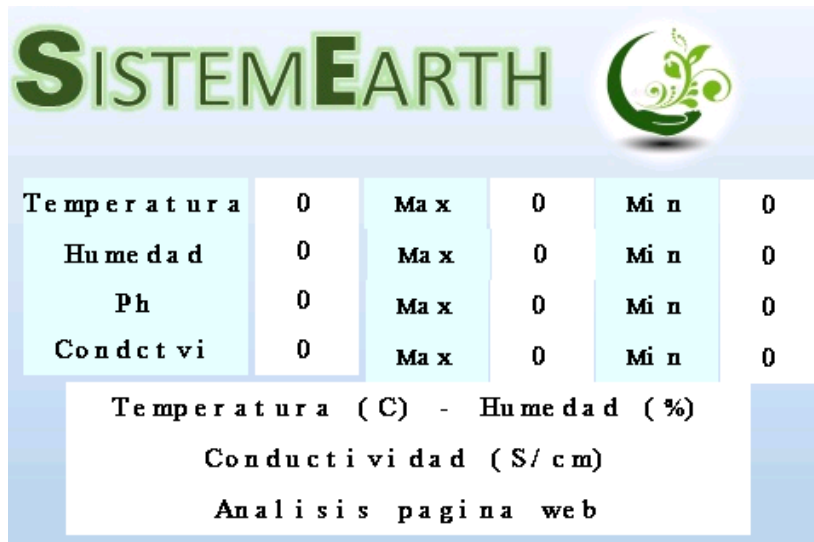 SISTEMEARTH
Temperatura 0 Max 0 Min 0
Humedad 0 Max 0 Min 0
Ph 0 Max 0 Min 0
Condctvi 0 Max 0 Min 0
Temperatura (C) - Humedad (%)
Conductividad (S/cm)
Analisis pagina web